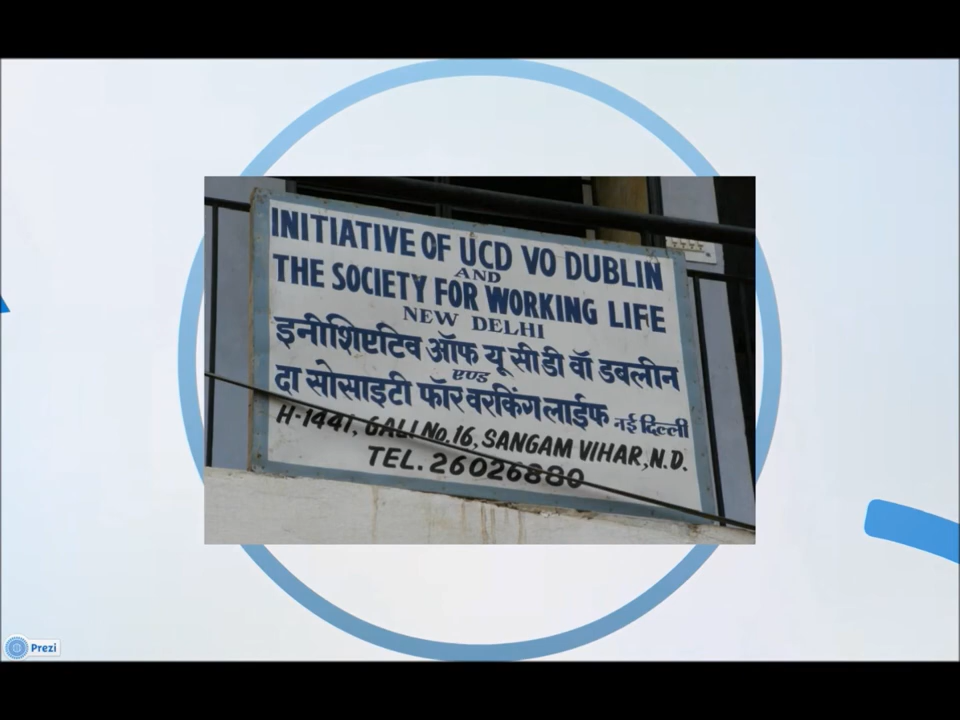 INITIATIVE OF UCD VO DUBLIN
AND
THE SOCIETY FOR WORKING LIFE
NEW DELHI
इनीशिएटिव ऑफ यू सी डी वॉ डबलीन
एण्ड
दा सोसाइटी फॉर वरकिंग लाईफ नई दिल्ली
H-1441, GALI No. 16, SANGAM VIHAR, N.D.
TEL. 26026880
Prezi